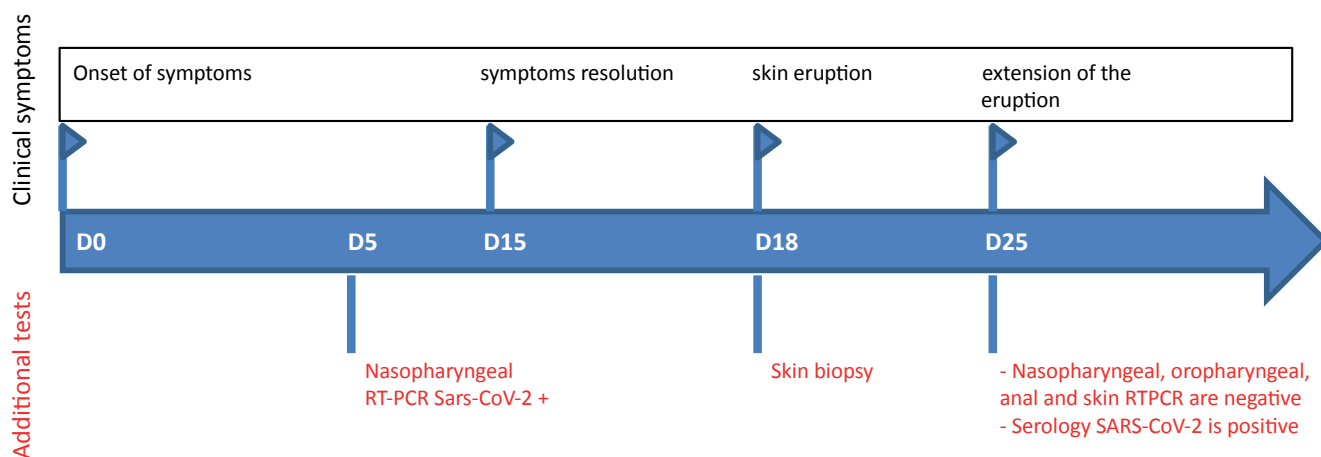 Clinical symptoms
Onset of symptoms
symptoms resolution
skin eruption
extension of the
eruption
D0
D5
D15
D18
D25
Additional tests
Nasopharyngeal
RT-PCR Sars-CoV-2 +
Skin biopsy
- Nasopharyngeal, oropharyngeal,
anal and skin RTPCR are negative
- Serology SARS-CoV-2 is positive